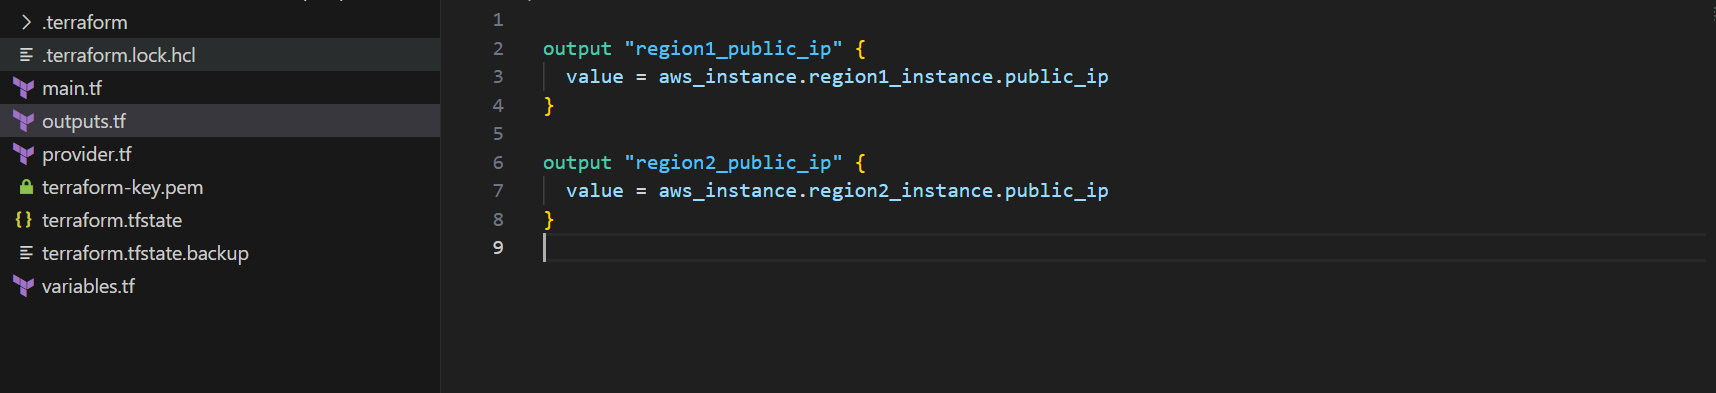 .terraform
.terraform.lock.hcl
main.tf
outputs.tf
provider.tf
terraform-key.pem
terraform.tfstate
terraform.tfstate.backup
variables.tf
1
2 output "region1_public_ip" {
3   value = aws_instance.region1_instance.public_ip
4 }
5
6 output "region2_public_ip" {
7   value = aws_instance.region2_instance.public_ip
8 }
9